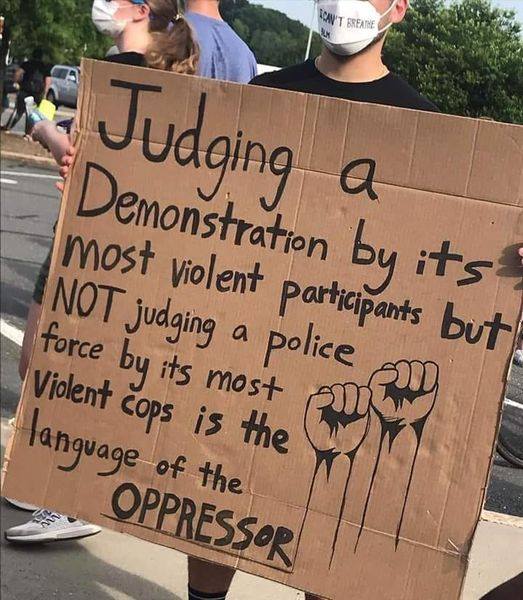 I CAN'T BREATHE
BLM
Judging a
Demonstration by its
most violent participants but
NOT judging a police
force by its most
Violent cops is the
language of the
OPPRESSOR